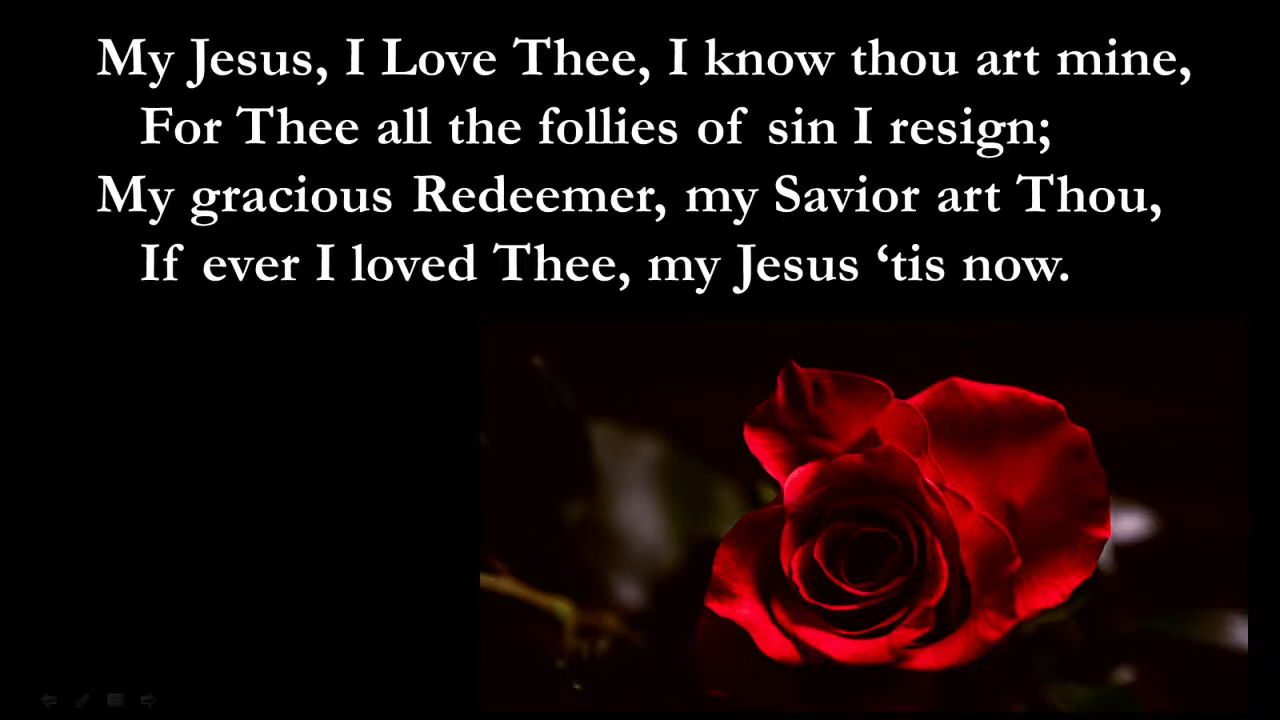 My Jesus, I Love Thee, I know thou art mine,
For Thee all the follies of sin I resign;
My gracious Redeemer, my Savior art Thou,
If ever I loved Thee, my Jesus ‘tis now.